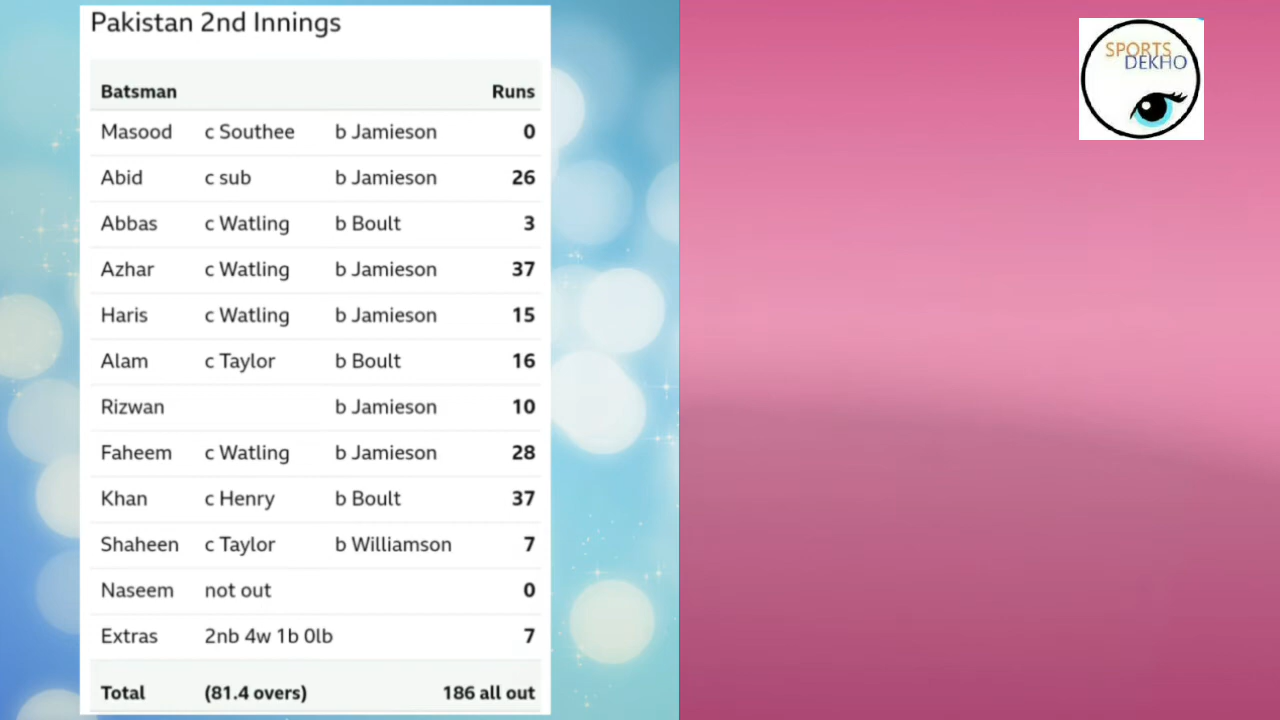 Pakistan 2nd Innings
Batsman Runs
Masood c Southee b Jamieson 0
Abid c sub b Jamieson 26
Abbas c Watling b Boult 3
Azhar c Watling b Jamieson 37
Haris c Watling b Jamieson 15
Alam c Taylor b Boult 16
Rizwan b Jamieson 10
Faheem c Watling b Jamieson 28
Khan c Henry b Boult 37
Shaheen c Taylor b Williamson 7
Naseem not out 0
Extras 2nb 4w 1b 0lb 7
Total (81.4 overs) 186 all out
SPORTS
DEKHO